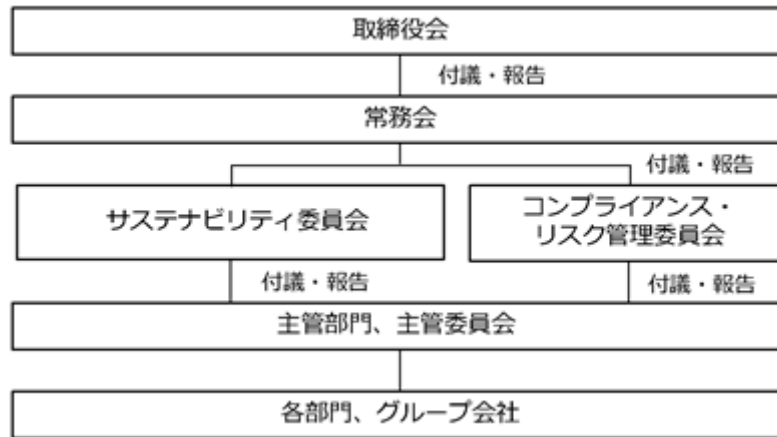 取締役会
付議・報告
常務会
付議・報告
サステナビリティ委員会
コンプライアンス・
リスク管理委員会
付議・報告
付議・報告
主管部門、主管委員会
各部門、グループ会社